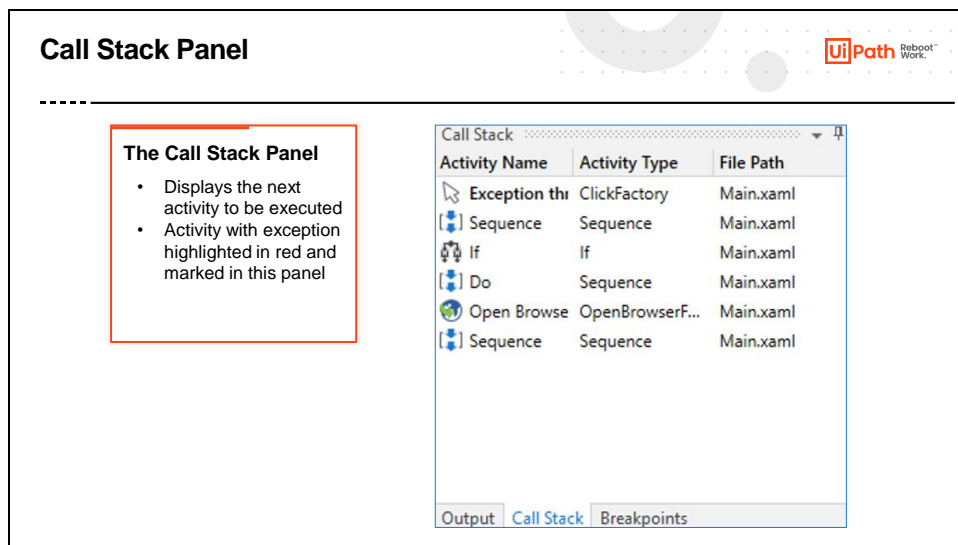 Call Stack Panel
UiPath Reboot Work.™
The Call Stack Panel
• Displays the next
activity to be executed
• Activity with exception
highlighted in red and
marked in this panel
Call Stack
Activity Name Activity Type File Path
Exception thr ClickFactory Main.xaml
Sequence Sequence Main.xaml
If If Main.xaml
Do Sequence Main.xaml
Open Browse OpenBrowserF... Main.xaml
Sequence Sequence Main.xaml
Output Call Stack Breakpoints